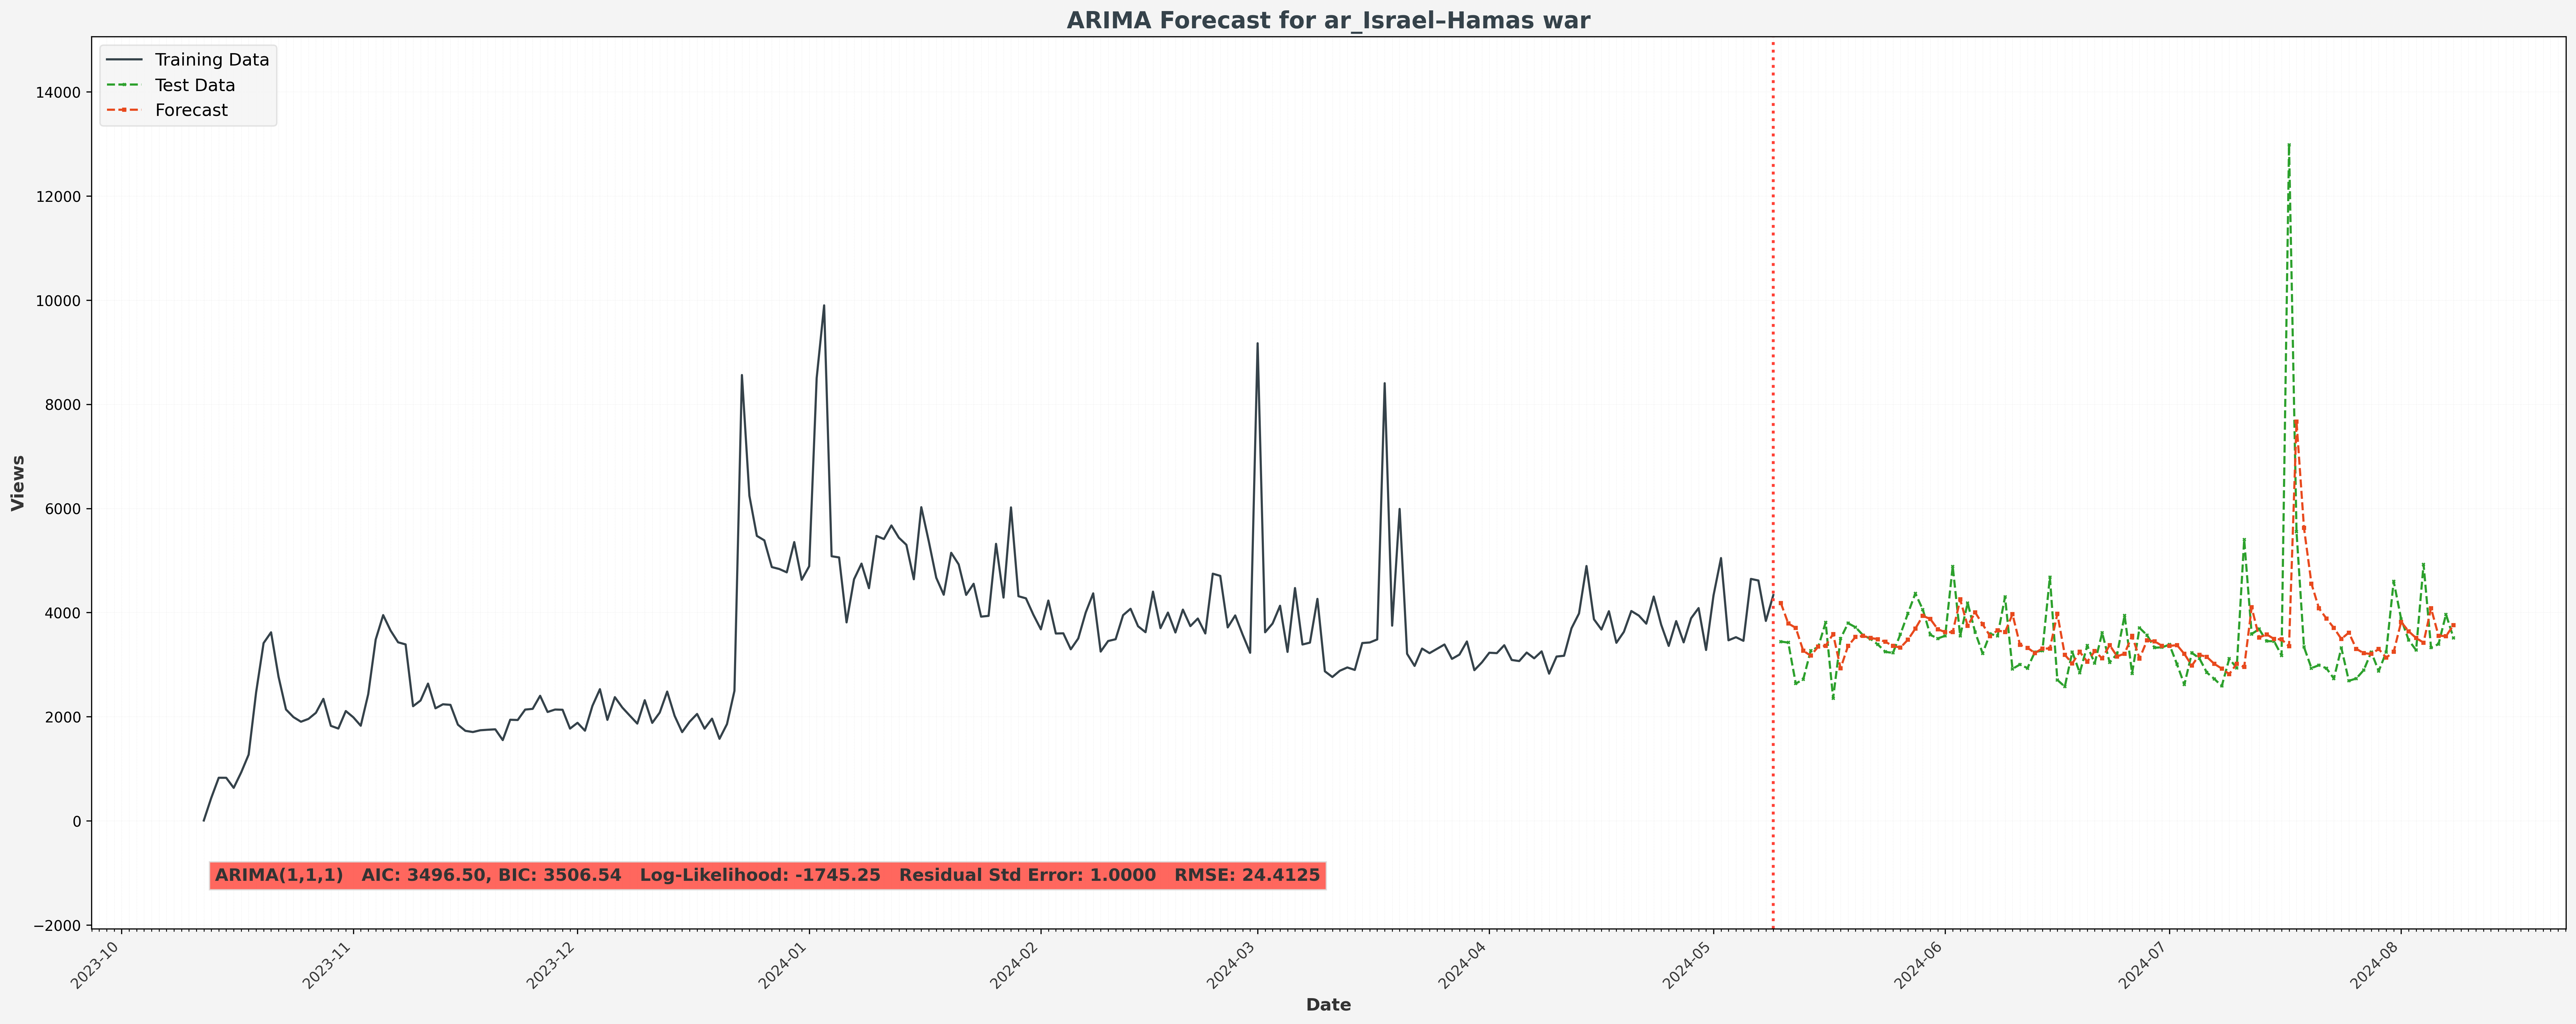 ARIMA Forecast for ar_Israel–Hamas war
Training Data
Test Data
Forecast
14000
12000
10000
8000
6000
4000
2000
0
−2000
Views
ARIMA(1,1,1)   AIC: 3496.50, BIC: 3506.54   Log-Likelihood: -1745.25   Residual Std Error: 1.0000   RMSE: 24.4125
2023-10
2023-11
2023-12
2024-01
2024-02
2024-03
2024-04
2024-05
2024-06
2024-07
2024-08
Date